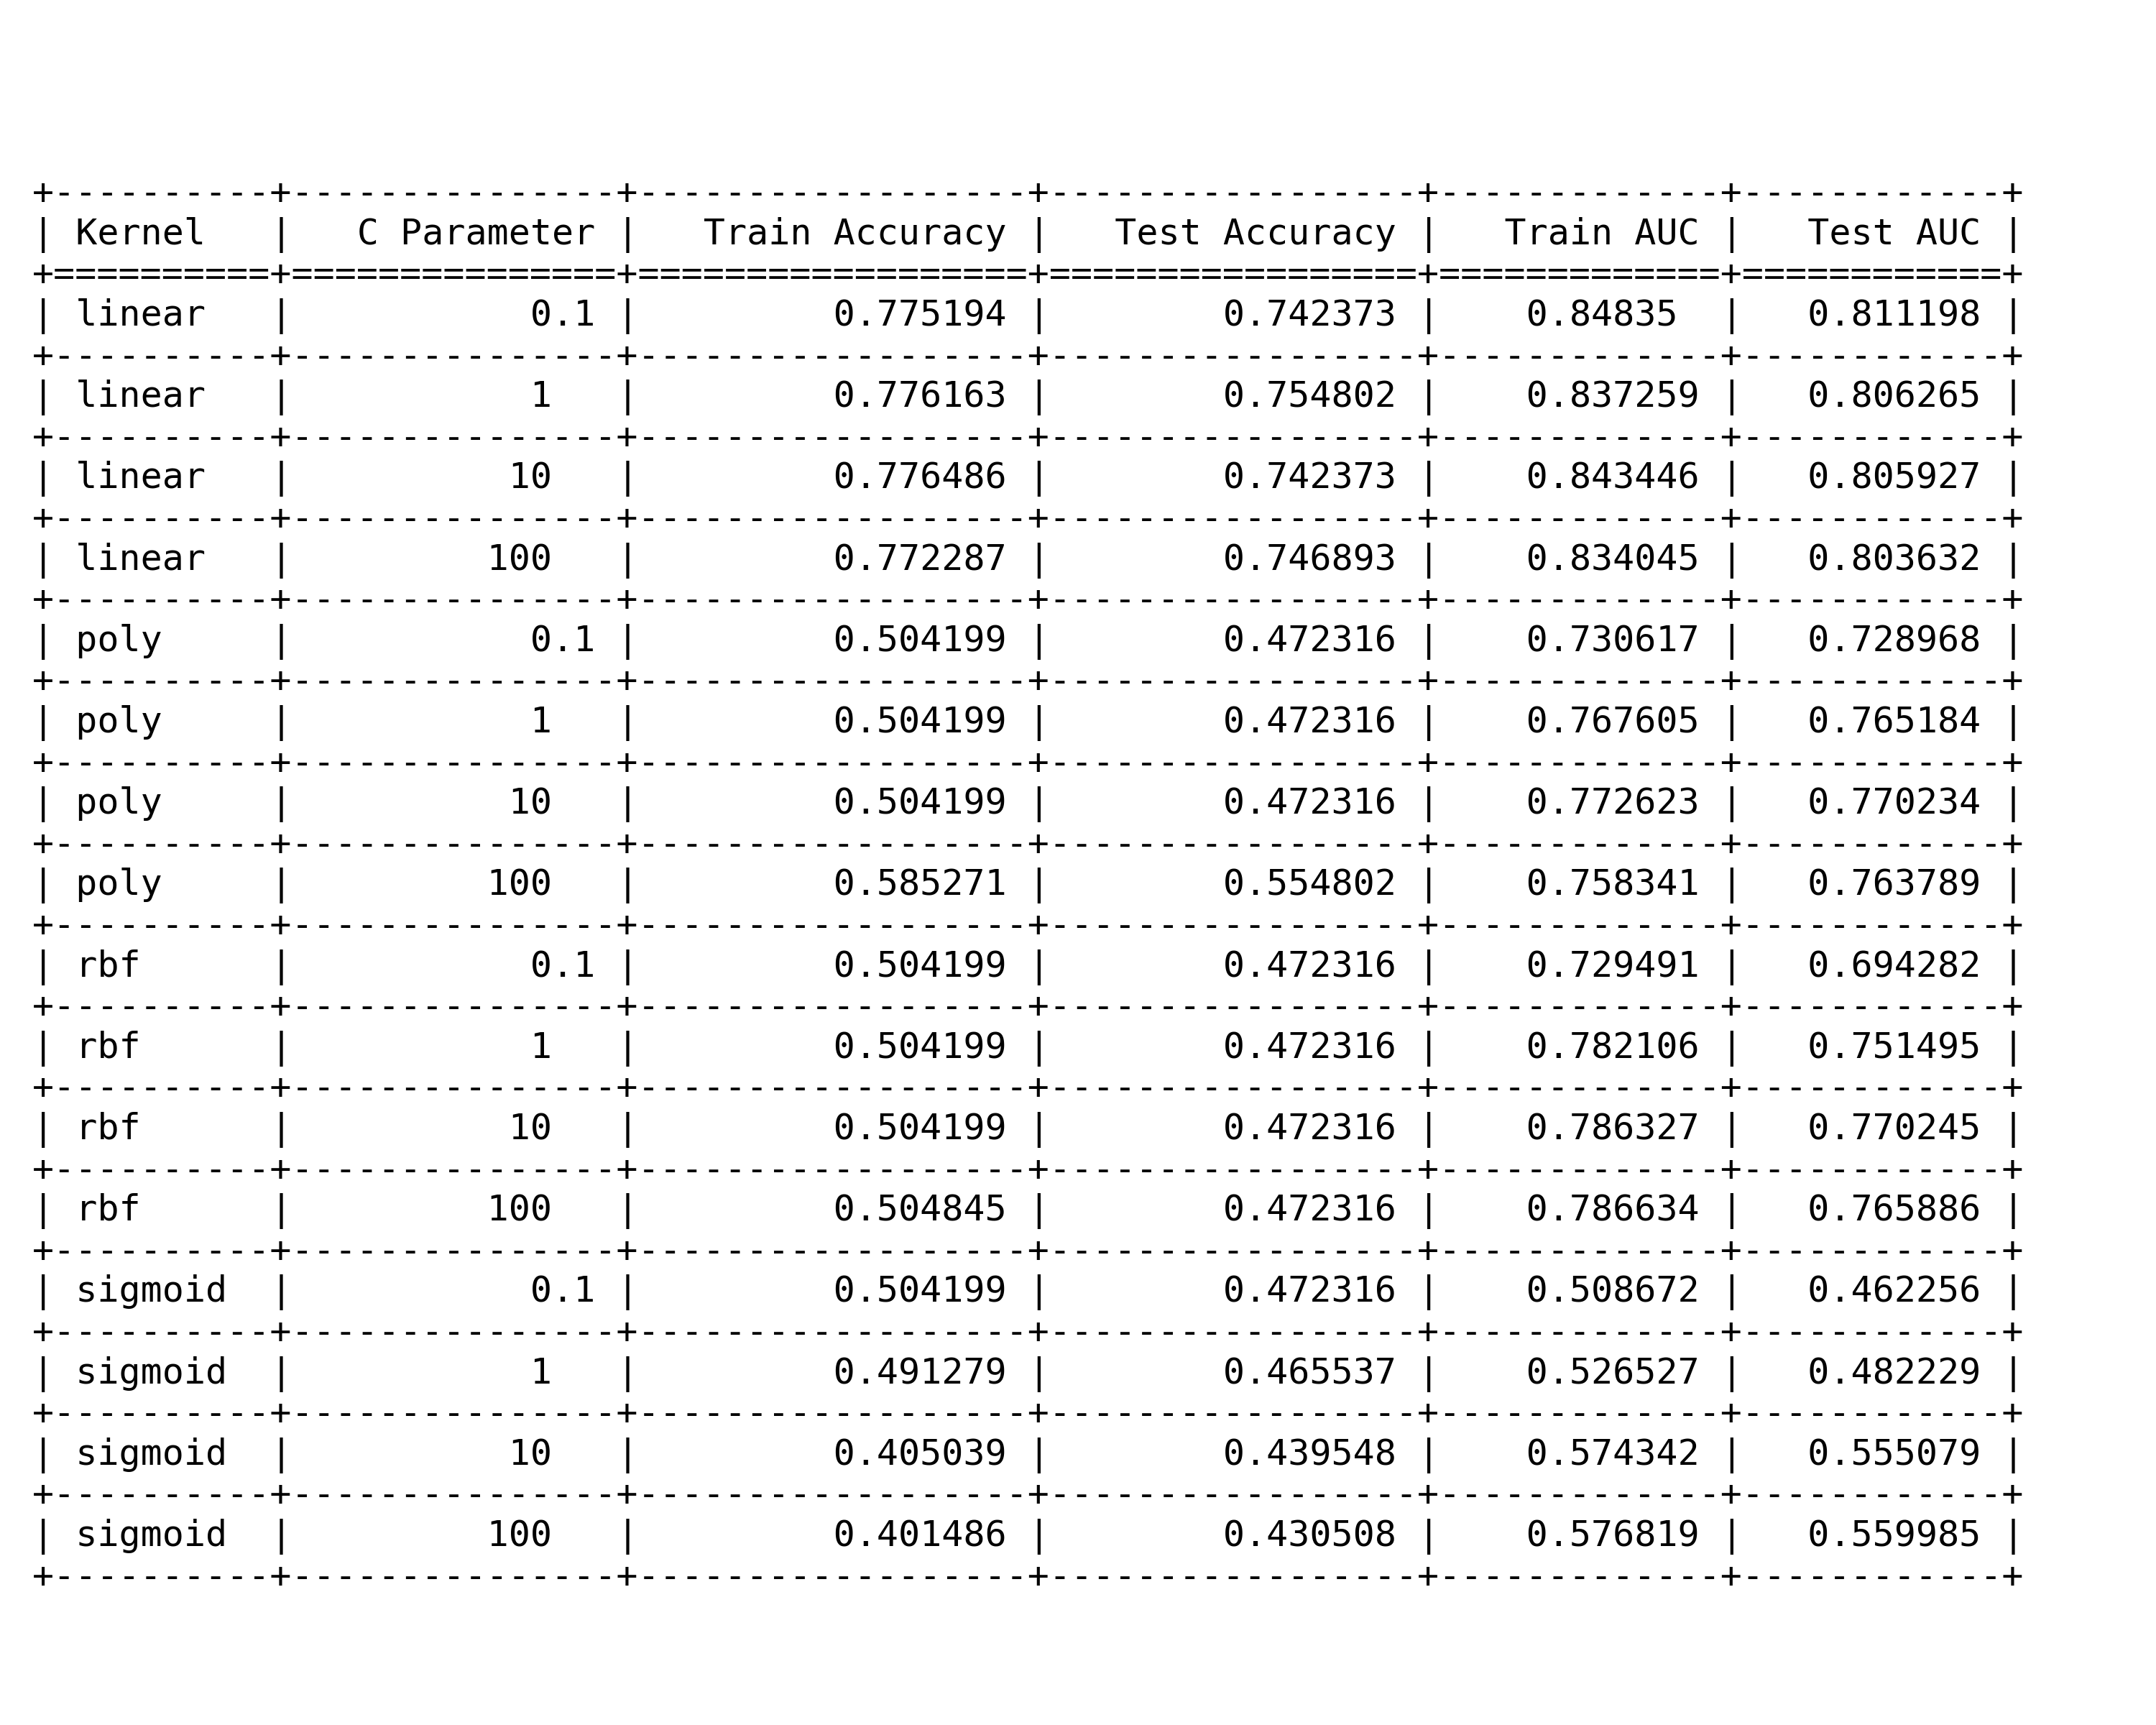 +----------+---------------+------------------+-----------------+-------------+------------+
| Kernel   |   C Parameter |   Train Accuracy |   Test Accuracy |   Train AUC |   Test AUC |
+==========+===============+==================+=================+=============+============+
| linear   |           0.1 |         0.775194 |        0.742373 |    0.84835  |   0.811198 |
+----------+---------------+------------------+-----------------+-------------+------------+
| linear   |           1   |         0.776163 |        0.754802 |    0.837259 |   0.806265 |
+----------+---------------+------------------+-----------------+-------------+------------+
| linear   |          10   |         0.776486 |        0.742373 |    0.843446 |   0.805927 |
+----------+---------------+------------------+-----------------+-------------+------------+
| linear   |         100   |         0.772287 |        0.746893 |    0.834045 |   0.803632 |
+----------+---------------+------------------+-----------------+-------------+------------+
| poly     |           0.1 |         0.504199 |        0.472316 |    0.730617 |   0.728968 |
+----------+---------------+------------------+-----------------+-------------+------------+
| poly     |           1   |         0.504199 |        0.472316 |    0.767605 |   0.765184 |
+----------+---------------+------------------+-----------------+-------------+------------+
| poly     |          10   |         0.504199 |        0.472316 |    0.772623 |   0.770234 |
+----------+---------------+------------------+-----------------+-------------+------------+
| poly     |         100   |         0.585271 |        0.554802 |    0.758341 |   0.763789 |
+----------+---------------+------------------+-----------------+-------------+------------+
| rbf      |           0.1 |         0.504199 |        0.472316 |    0.729491 |   0.694282 |
+----------+---------------+------------------+-----------------+-------------+------------+
| rbf      |           1   |         0.504199 |        0.472316 |    0.782106 |   0.751495 |
+----------+---------------+------------------+-----------------+-------------+------------+
| rbf      |          10   |         0.504199 |        0.472316 |    0.786327 |   0.770245 |
+----------+---------------+------------------+-----------------+-------------+------------+
| rbf      |         100   |         0.504845 |        0.472316 |    0.786634 |   0.765886 |
+----------+---------------+------------------+-----------------+-------------+------------+
| sigmoid  |           0.1 |         0.504199 |        0.472316 |    0.508672 |   0.462256 |
+----------+---------------+------------------+-----------------+-------------+------------+
| sigmoid  |           1   |         0.491279 |        0.465537 |    0.526527 |   0.482229 |
+----------+---------------+------------------+-----------------+-------------+------------+
| sigmoid  |          10   |         0.405039 |        0.439548 |    0.574342 |   0.555079 |
+----------+---------------+------------------+-----------------+-------------+------------+
| sigmoid  |         100   |         0.401486 |        0.430508 |    0.576819 |   0.559985 |
+----------+---------------+------------------+-----------------+-------------+------------+